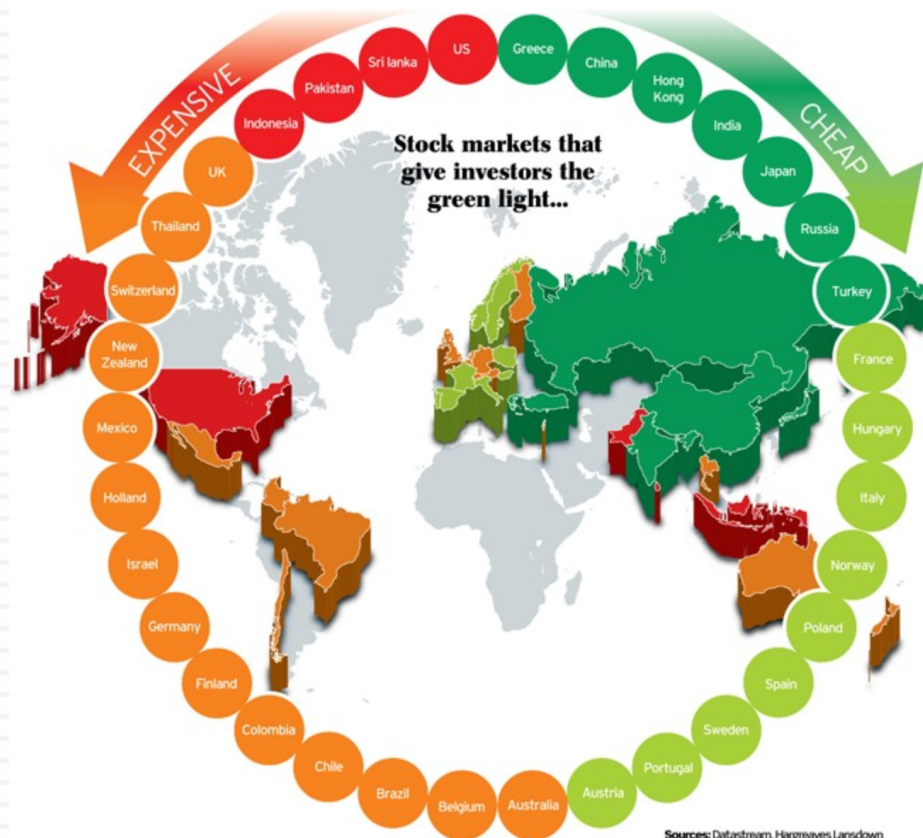 EXPENSIVE
CHEAP
Stock markets that
give investors the
green light...
US
Greece
China
Hong
Kong
India
Japan
Russia
Turkey
France
Hungary
Italy
Norway
Poland
Spain
Sweden
Portugal
Austria
Australia
Belgium
Brazil
Chile
Colombia
Finland
Germany
Israel
Holland
Mexico
New
Zealand
Switzerland
Thailand
UK
Indonesia
Pakistan
Sri lanka
Sources: Datastream, Hargreaves Lansdown